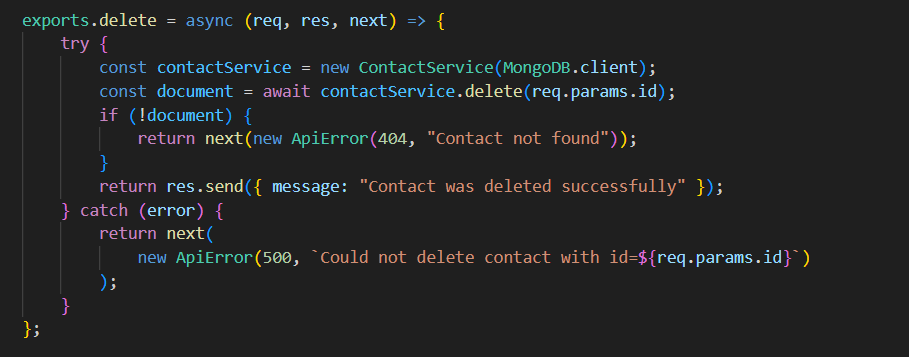 exports.delete = async (req, res, next) => {
    try {
        const contactService = new ContactService(MongoDB.client);
        const document = await contactService.delete(req.params.id);
        if (!document) {
            return next(new ApiError(404, "Contact not found"));
        }
        return res.send({ message: "Contact was deleted successfully" });
    } catch (error) {
        return next(
            new ApiError(500, `Could not delete contact with id=${req.params.id}`)
        );
    }
};